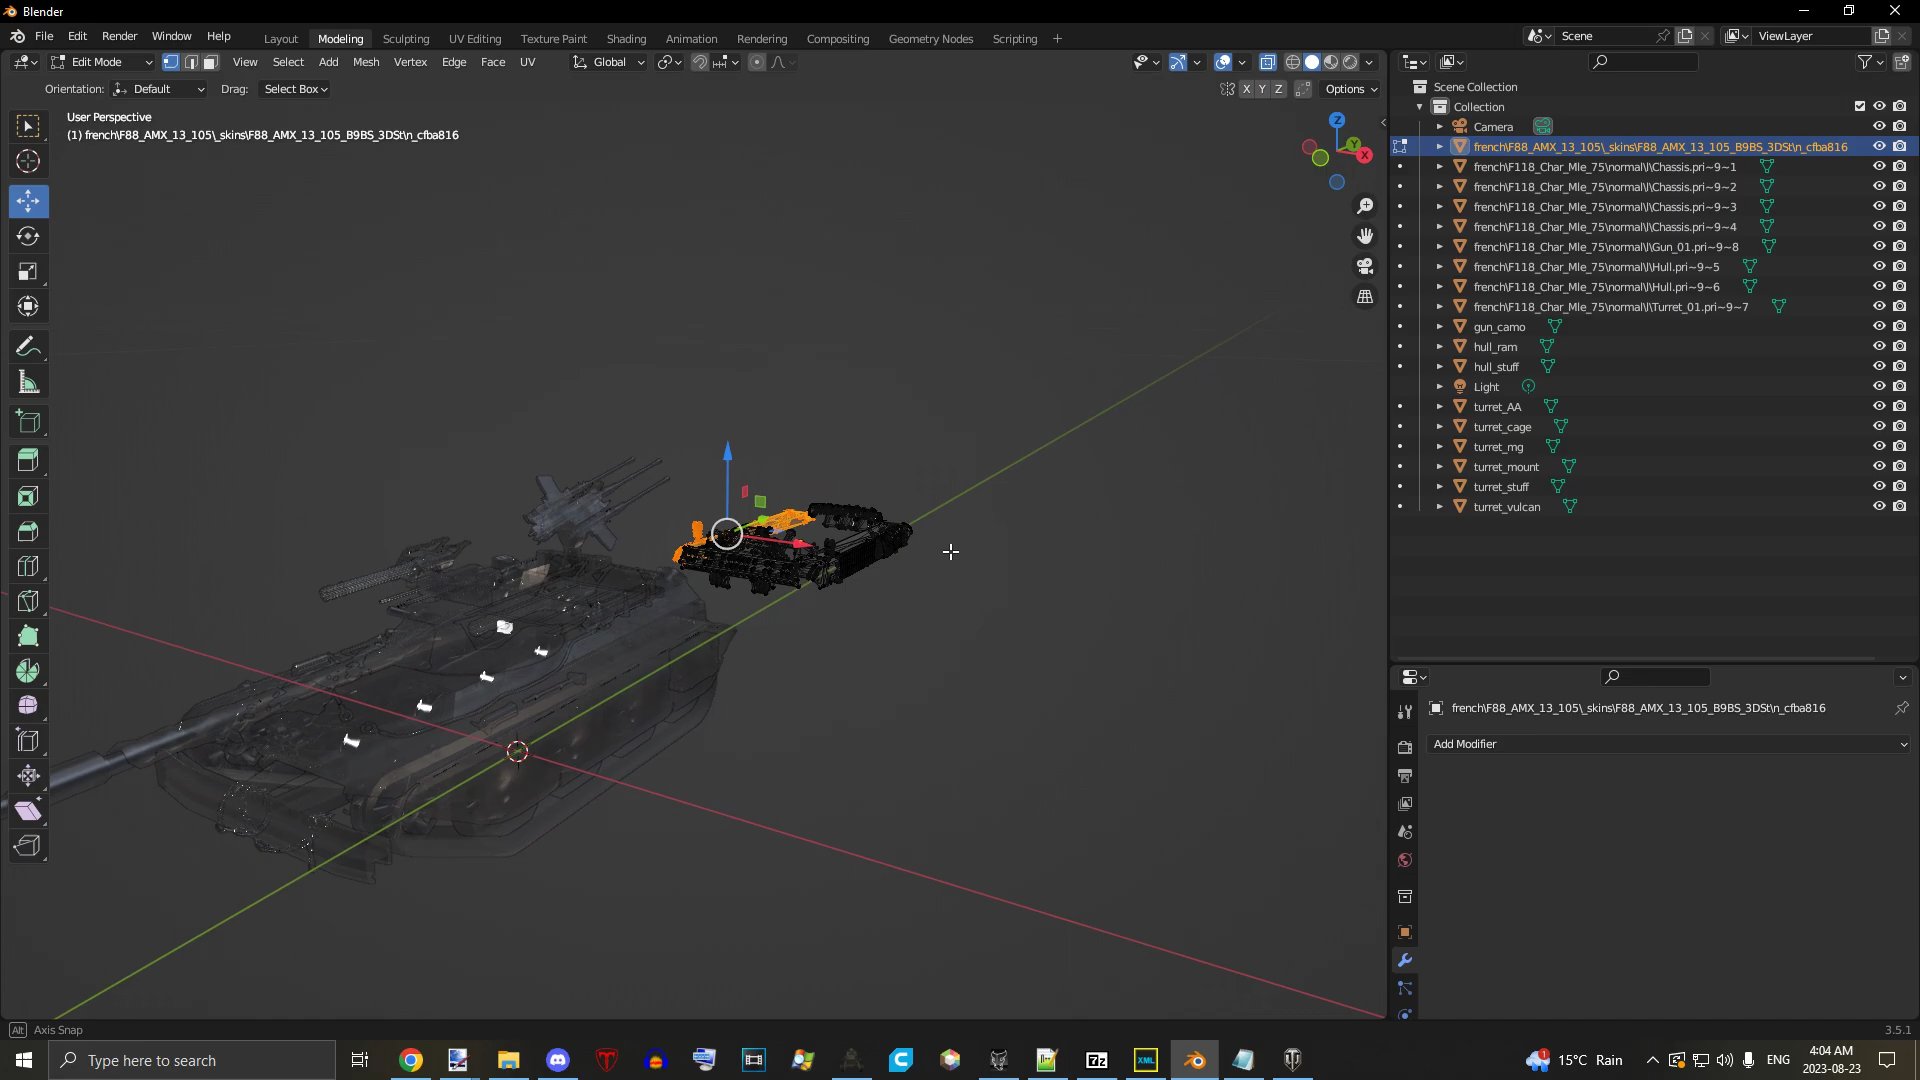 Blender
File Edit Render Window Help
Layout Modeling Sculpting UV Editing Texture Paint Shading Animation Rendering Compositing Geometry Nodes Scripting +
Scene
ViewLayer
Edit Mode View Select Add Mesh Vertex Edge Face UV Global
Orientation: Default Drag: Select Box X Y Z Options
User Perspective
(1) french\F88_AMX_13_105\_skins\F88_AMX_13_105_B9BS_3DSt\n_cfba816
Z
Y
X
Scene Collection
Collection
Camera
french\F88_AMX_13_105\_skins\F88_AMX_13_105_B9BS_3DSt\n_cfba816
french\F118_Char_Mle_75\normal\l\Chassis.pri~9~1
french\F118_Char_Mle_75\normal\l\Chassis.pri~9~2
french\F118_Char_Mle_75\normal\l\Chassis.pri~9~3
french\F118_Char_Mle_75\normal\l\Chassis.pri~9~4
french\F118_Char_Mle_75\normal\l\Gun_01.pri~9~8
french\F118_Char_Mle_75\normal\l\Hull.pri~9~5
french\F118_Char_Mle_75\normal\l\Hull.pri~9~6
french\F118_Char_Mle_75\normal\l\Turret_01.pri~9~7
gun_camo
hull_ram
hull_stuff
Light
turret_AA
turret_cage
turret_mg
turret_mount
turret_stuff
turret_vulcan
french\F88_AMX_13_105\_skins\F88_AMX_13_105_B9BS_3DSt\n_cfba816
Add Modifier
Alt Axis Snap
3.5.1
Type here to search
7z
XML
1
15°C Rain
ENG
4:04 AM
2023-08-23